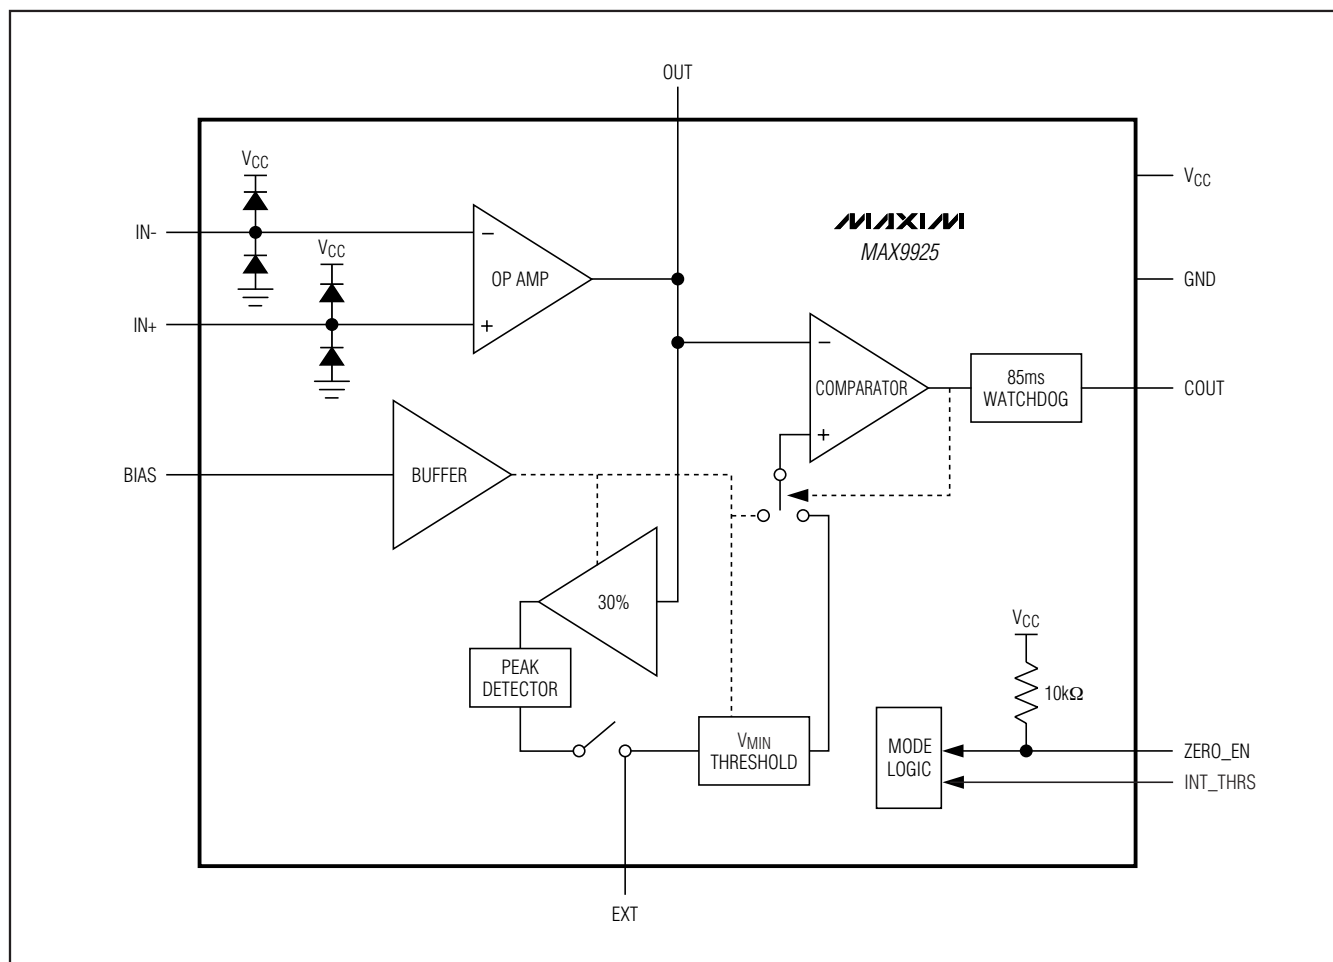 OUT
VCC
VCC
IN-
−
MAXIM
VCC
MAX9925
OP AMP
GND
IN+
+
−
COMPARATOR
85ms
WATCHDOG
COUT
+
BIAS
BUFFER
30%
VCC
PEAK
DETECTOR
10kΩ
VMIN
THRESHOLD
MODE
LOGIC
ZERO_EN
INT_THRS
EXT